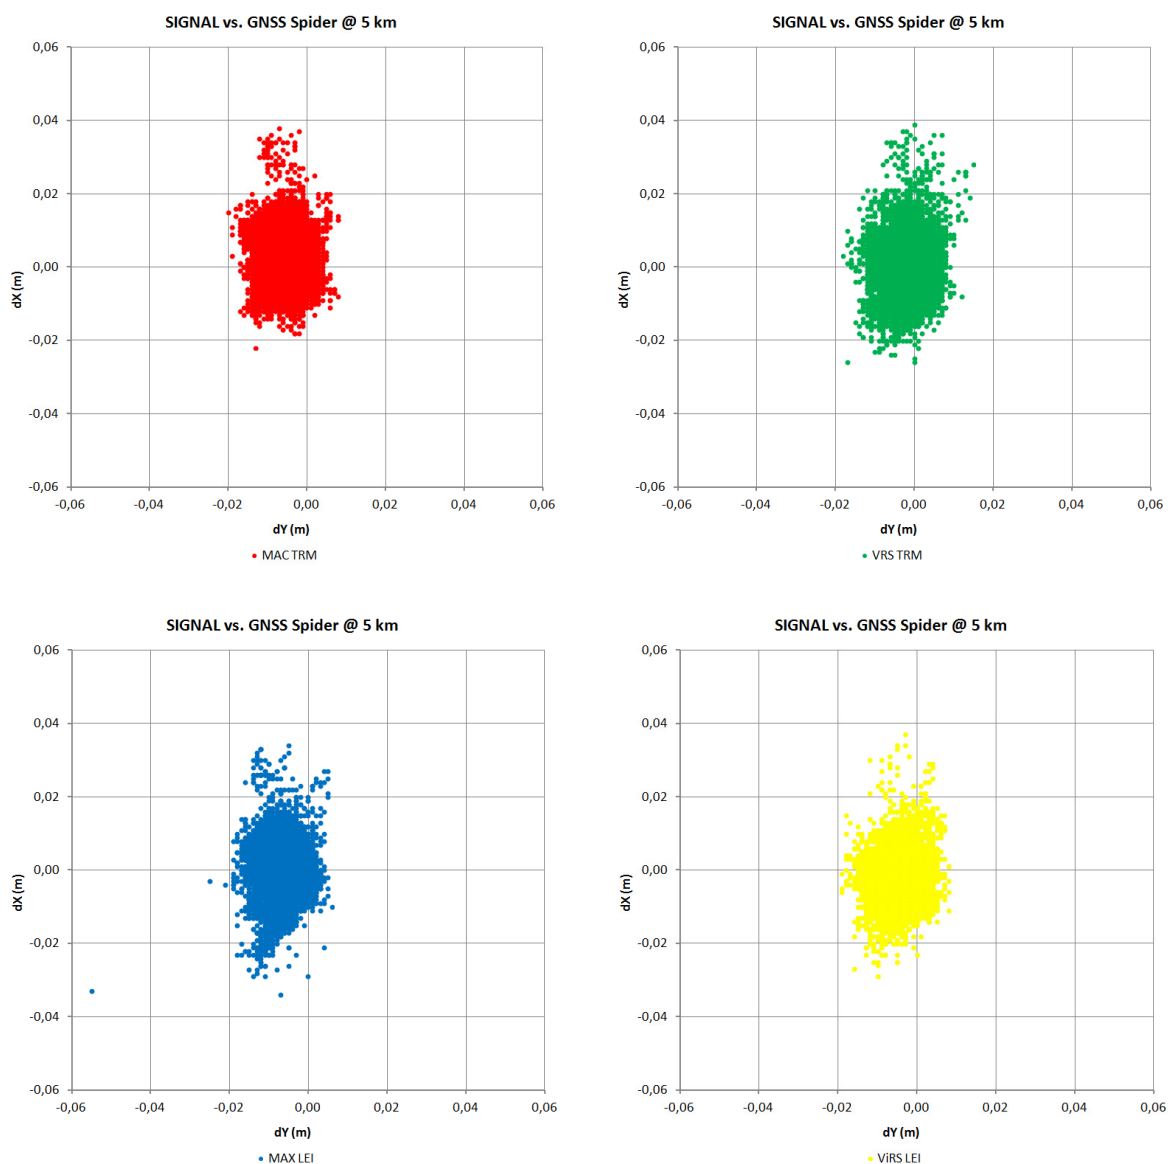 SIGNAL vs. GNSS Spider @ 5 km
0,06
0,04
0,02
0,00
-0,02
-0,04
-0,06
dX (m)
-0,06 -0,04 -0,02 0,00 0,02 0,04 0,06
dY (m)
MAC TRM
SIGNAL vs. GNSS Spider @ 5 km
0,06
0,04
0,02
0,00
-0,02
-0,04
-0,06
dX (m)
-0,06 -0,04 -0,02 0,00 0,02 0,04 0,06
dY (m)
VRS TRM
SIGNAL vs. GNSS Spider @ 5 km
0,06
0,04
0,02
0,00
-0,02
-0,04
-0,06
dX (m)
-0,06 -0,04 -0,02 0,00 0,02 0,04 0,06
dY (m)
MAX LEI
SIGNAL vs. GNSS Spider @ 5 km
0,06
0,04
0,02
0,00
-0,02
-0,04
-0,06
dX (m)
-0,06 -0,04 -0,02 0,00 0,02 0,04 0,06
dY (m)
ViRS LEI